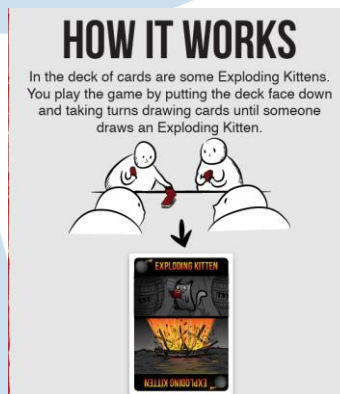 HOW IT WORKS
In the deck of cards are some Exploding Kittens.
You play the game by putting the deck face down
and taking turns drawing cards until someone
draws an Exploding Kitten.
EXPLODING KITTEN
EXPLODING KITTEN